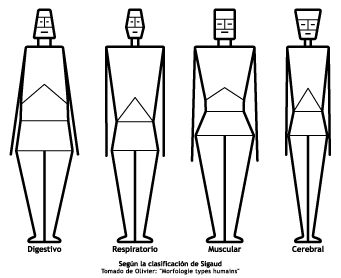 Digestivo Respiratorio Muscular Cerebral
Según la clasificación de Sigaud
Tomado de Olivier: "Morfologie types humains"